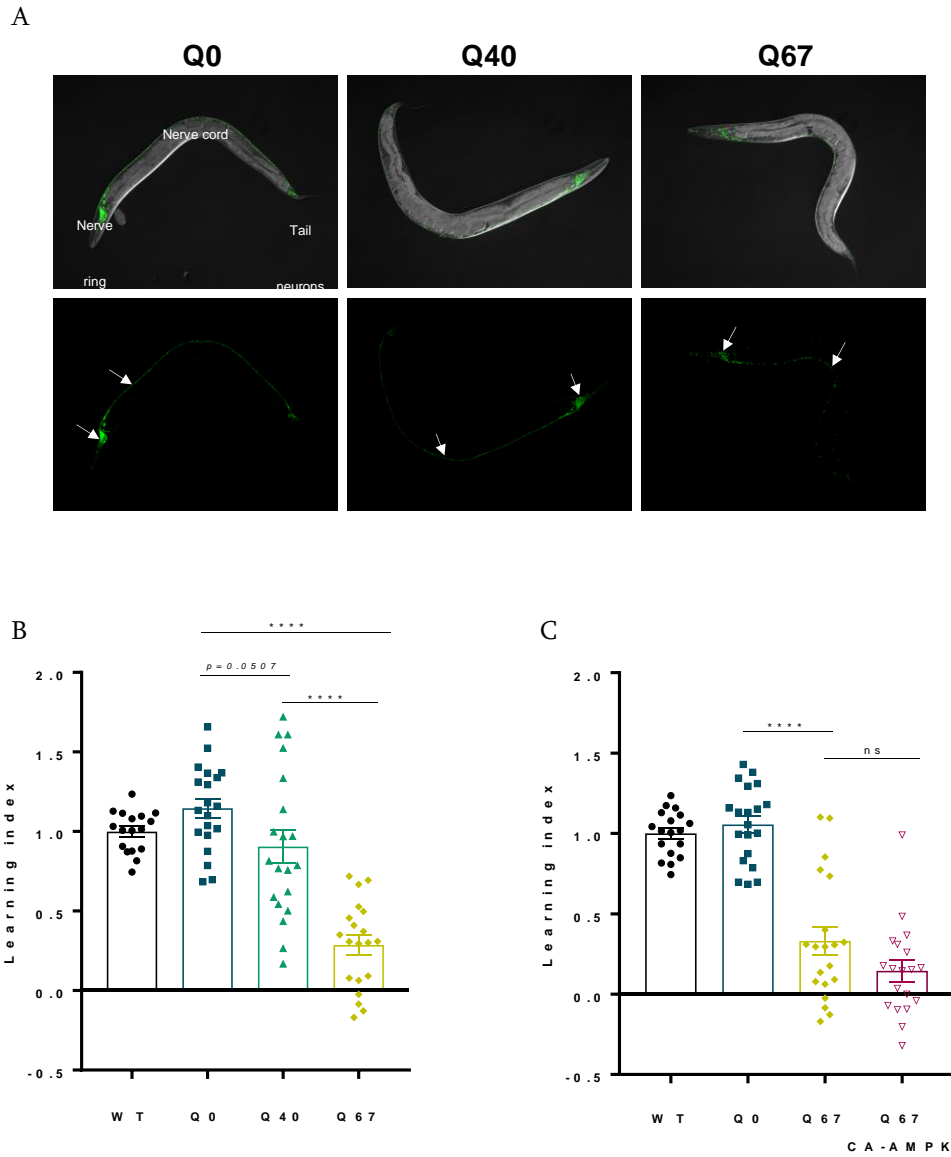 A
Q0 Q40 Q67
Nerve cord
Nerve Tail
ring neurons
B C
****
p=0.0507
****
2.0
1.5
1.0
0.5
0.0
-0.5
Learning index
WT Q0 Q40 Q67
****
ns
2.0
1.5
1.0
0.5
0.0
-0.5
Learning index
WT Q0 Q67 Q67
CA-AMPK